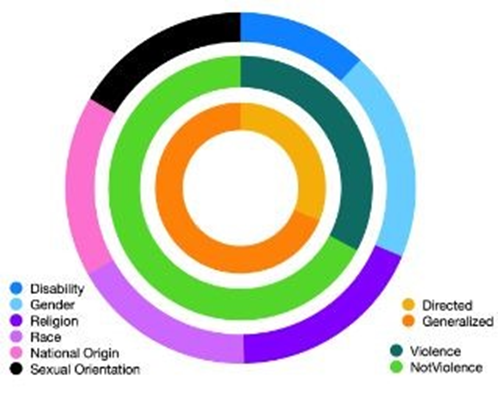 Disability
Gender
Religion
Race
National Origin
Sexual Orientation
Directed
Generalized
Violence
NotViolence